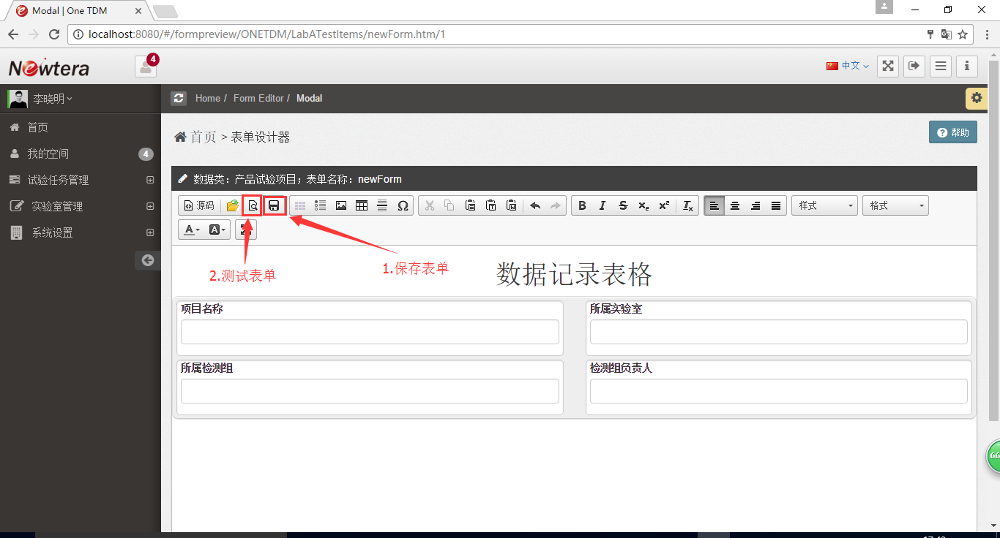 Modal | One TDM
localhost:8080/#/formpreview/ONETDM/LabATestItems/newForm.htm/1
Newtera
4
中文
李晓明
Home / Form Editor / Modal
首页
首页 > 表单设计器
帮助
我的空间
4
试验任务管理
数据类：产品试验项目；表单名称：newForm
实验室管理
源码
B I S x₂ x² Tx
样式
格式
系统设置
A
A
2.测试表单
1.保存表单
数据记录表格
项目名称
所属实验室
所属检测组
检测组负责人
66